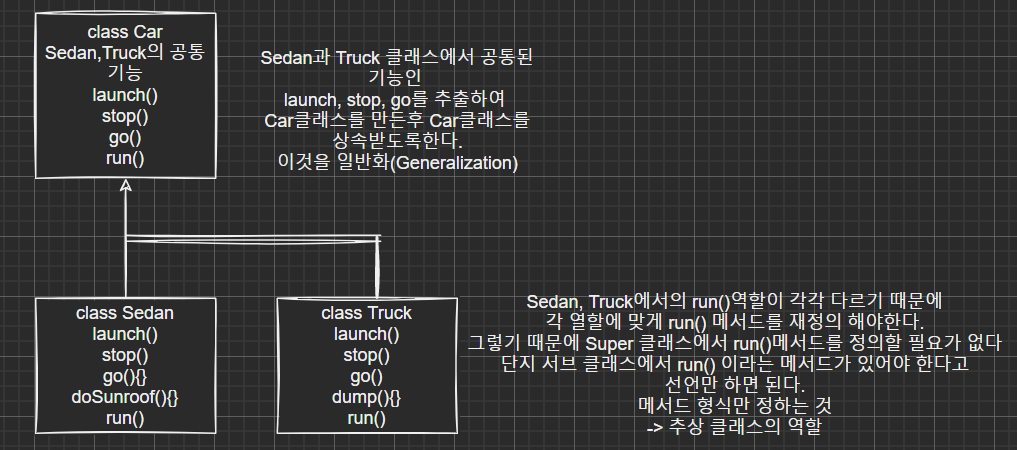 class Car
Sedan,Truck의 공통
기능
launch()
stop()
go()
run()
Sedan과 Truck 클래스에서 공통된
기능인
launch, stop, go를 추출하여
Car클래스를 만든후 Car클래스를
상속받도록한다.
이것을 일반화(Generalization)
class Sedan
launch()
stop()
go(){}
doSunroof(){}
run()
class Truck
launch()
stop()
go()
dump(){}
run()
Sedan, Truck에서의 run()역할이 각각 다르기 때문에
각 열할에 맞게 run() 메서드를 재정의 해야한다.
그렇기 때문에 Super 클래스에서 run()메서드를 정의할 필요가 없다
단지 서브 클래스에서 run() 이라는 메서드가 있어야 한다고
선언만 하면 된다.
메서드 형식만 정하는 것
-> 추상 클래스의 역할